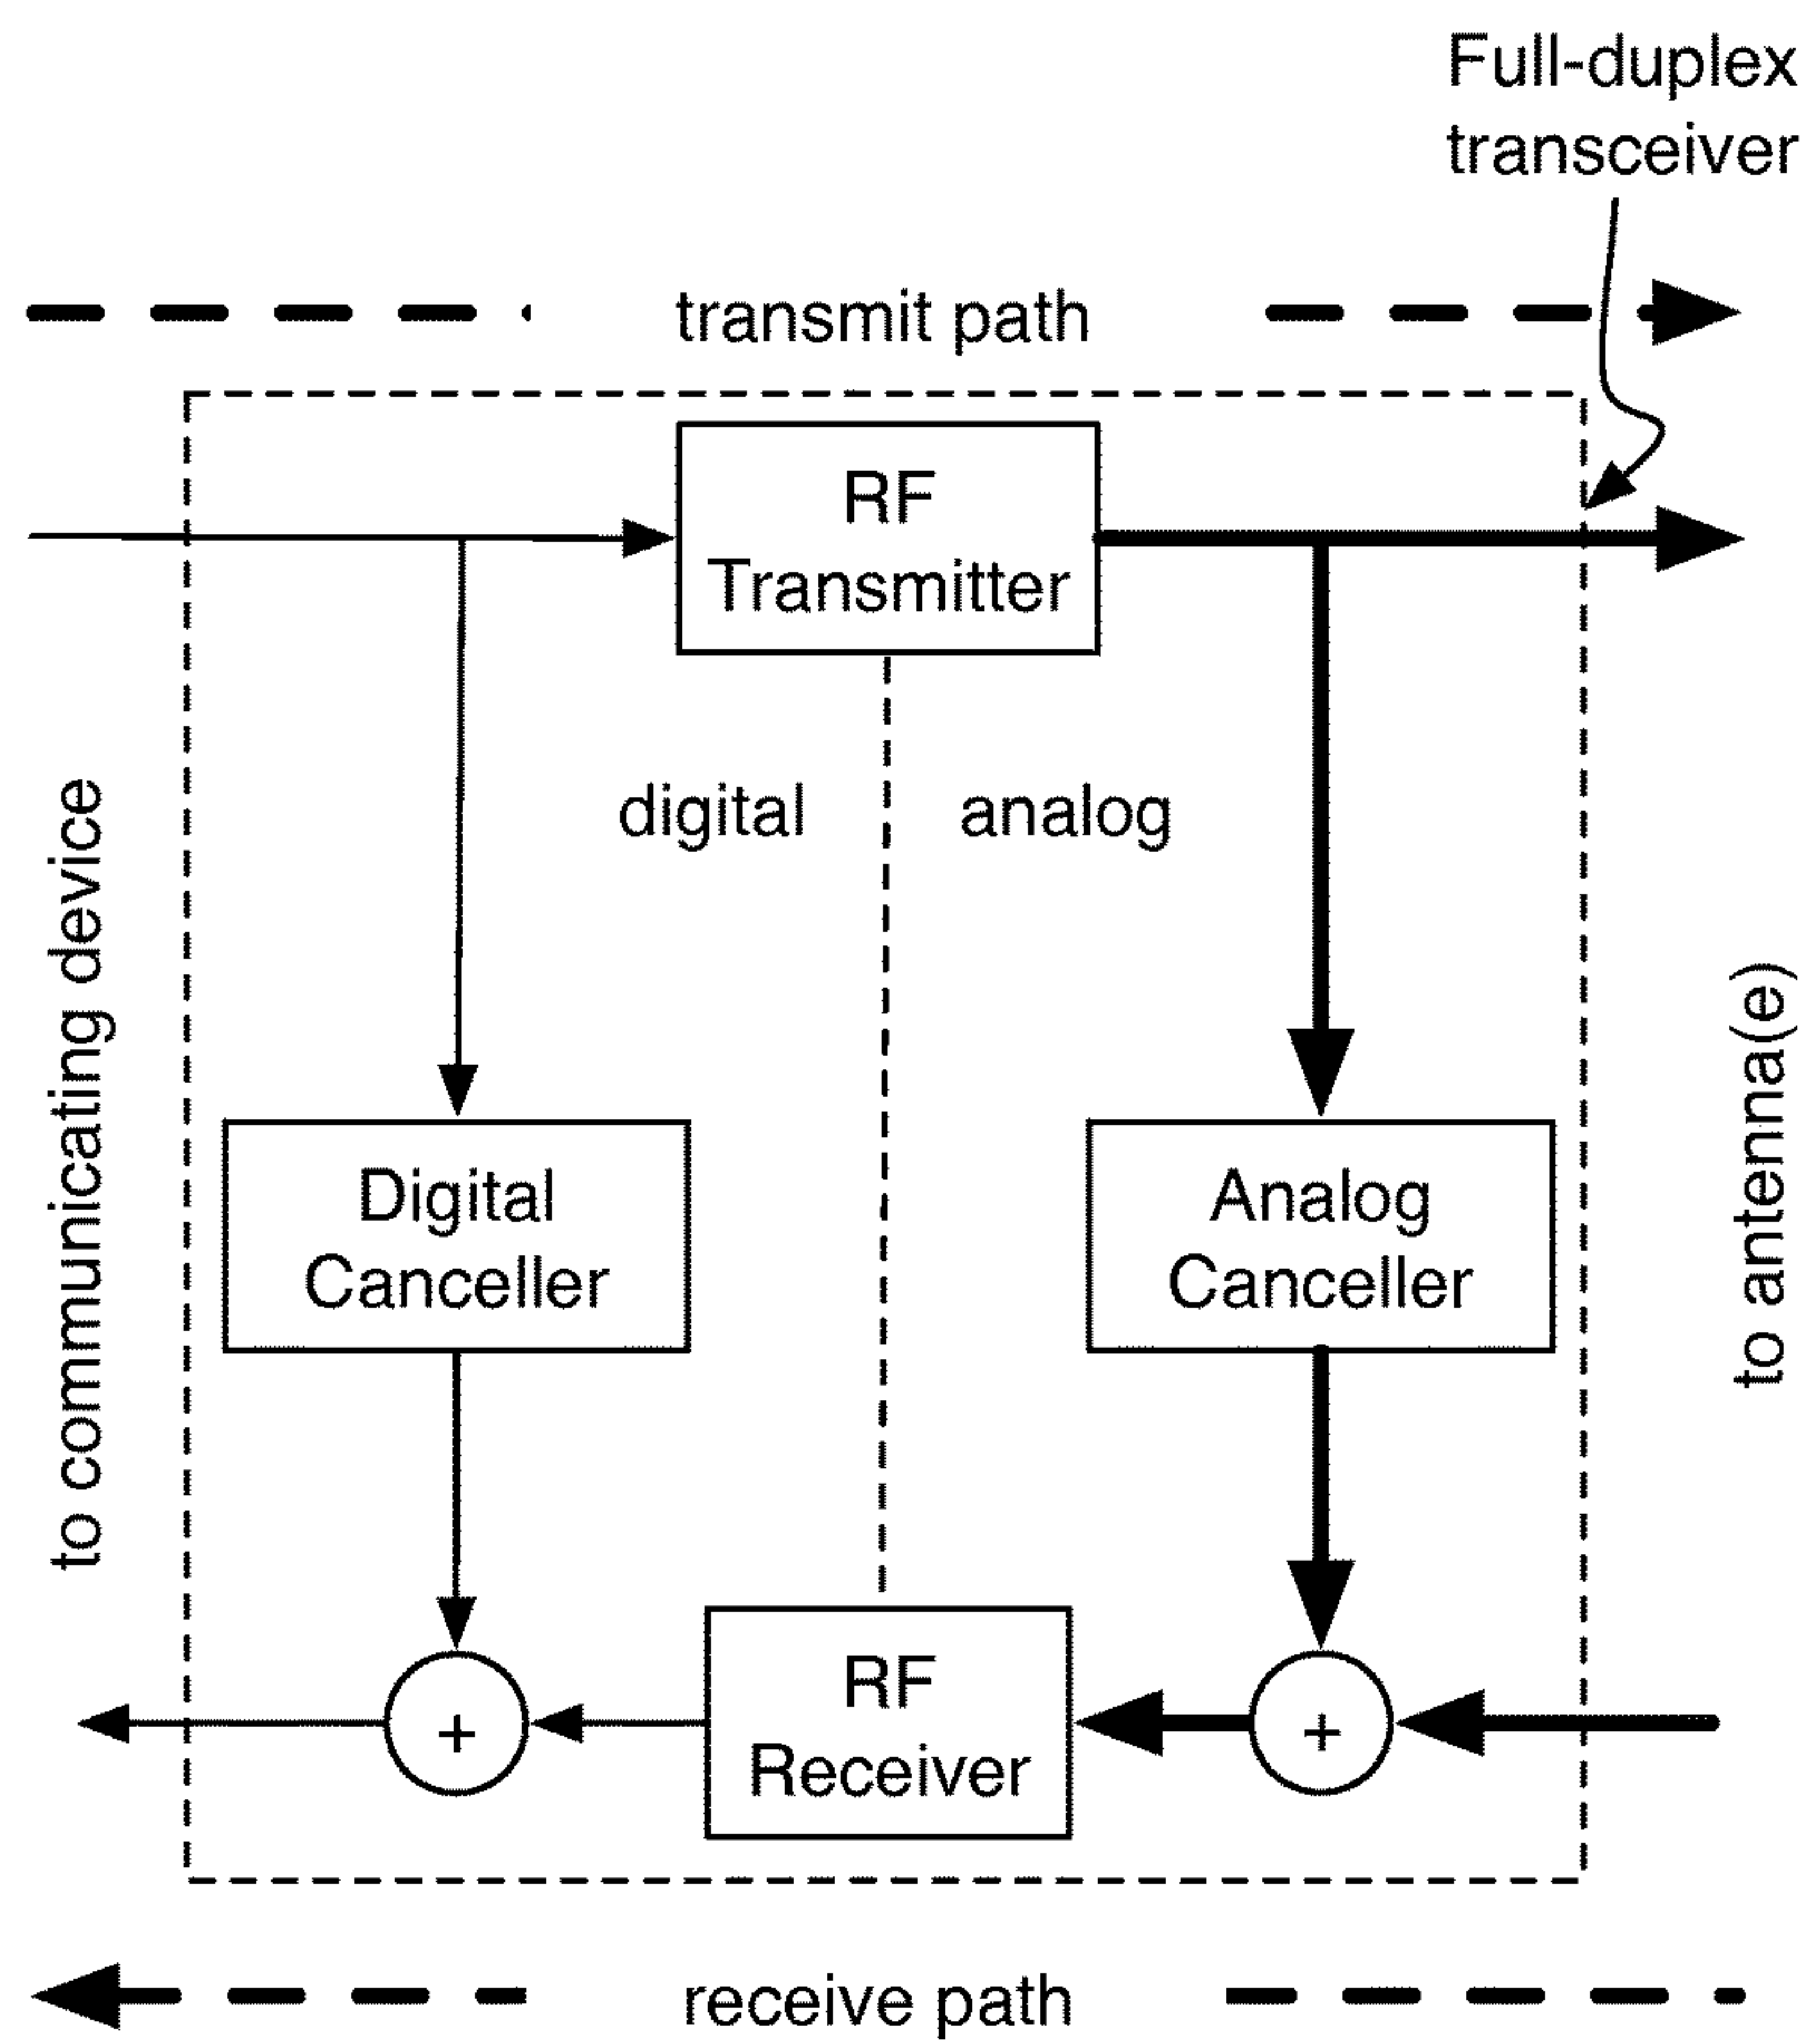 Full-duplex
transceiver
transmit path
RF
Transmitter
digital
analog
to communicating device
to antenna(e)
Digital
Canceller
Analog
Canceller
+
RF
Receiver
+
receive path